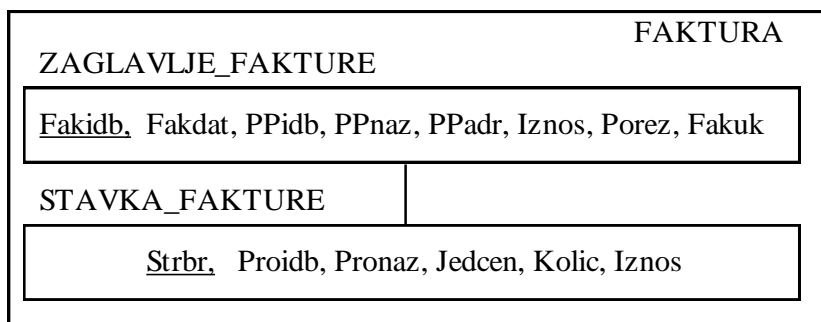 FAKTURA
ZAGLAVLJE_FAKTURE
Fakidb, Fakdat, PPidb, PPnaz, PPadr, Iznos, Porez, Fakuk
STAVKA_FAKTURE
Strbr, Proidb, Pronaz, Jedcen, Kolic, Iznos